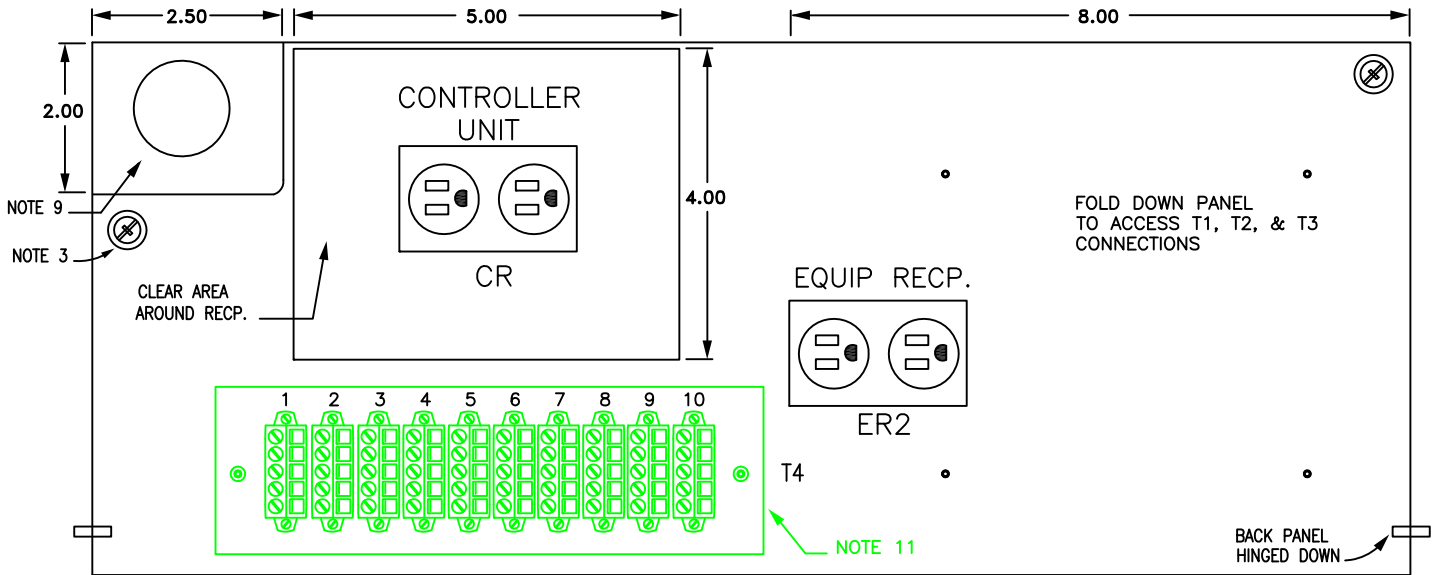 2.50
5.00
8.00
2.00
CONTROLLER
UNIT
4.00
NOTE 9
FOLD DOWN PANEL
TO ACCESS T1, T2, & T3
CONNECTIONS
NOTE 3
CR
EQUIP RECP.
CLEAR AREA
AROUND RECP.
1 2 3 4 5 6 7 8 9 10
ER2
T4
NOTE 11
BACK PANEL
HINGED DOWN